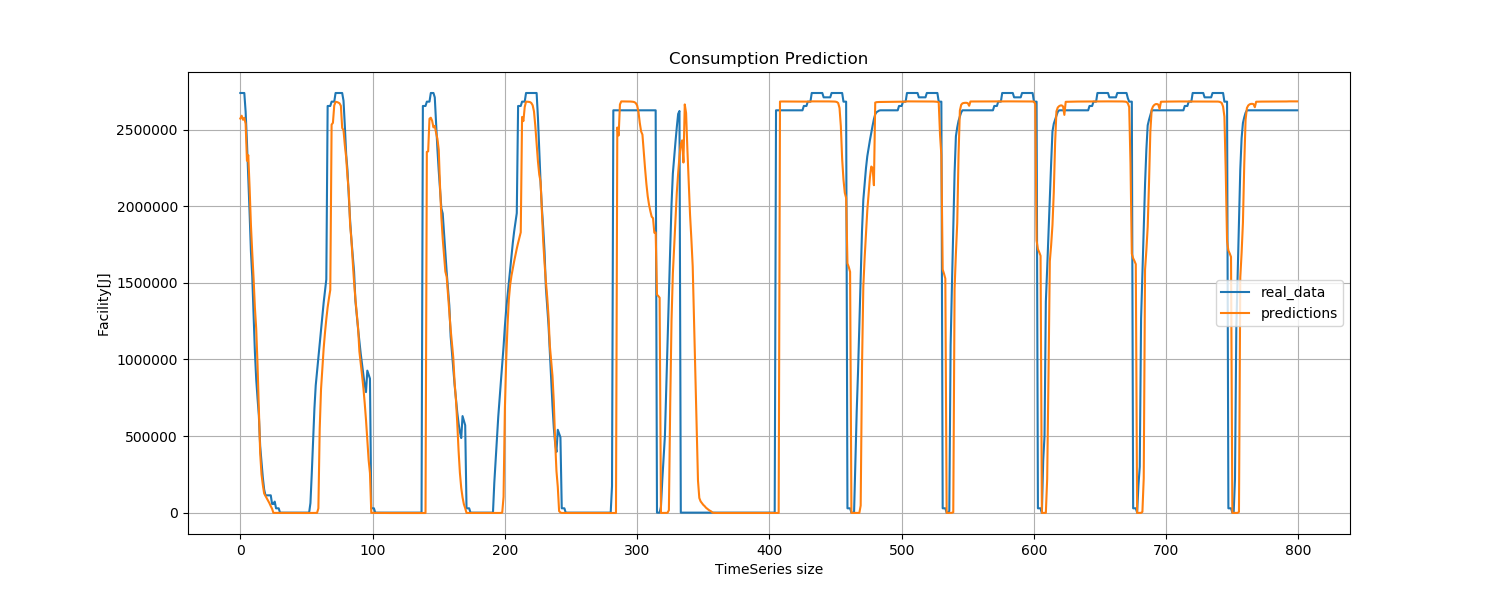 Consumption Prediction
Facility[J]
2500000
2000000
1500000
1000000
500000
0
real_data
predictions
0 100 200 300 400 500 600 700 800
TimeSeries size